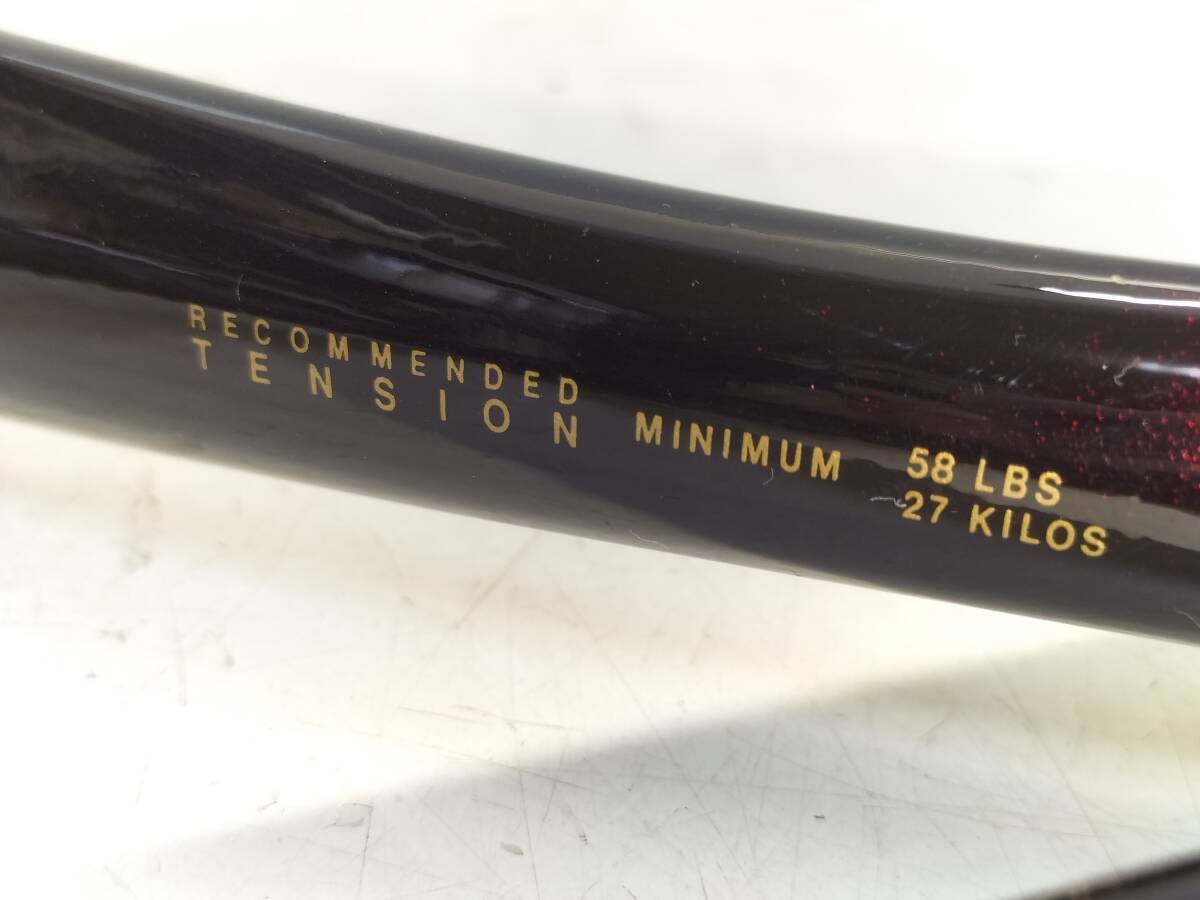 RECOMMENDED
TENSION MINIMUM 58 LBS
27 KILOS